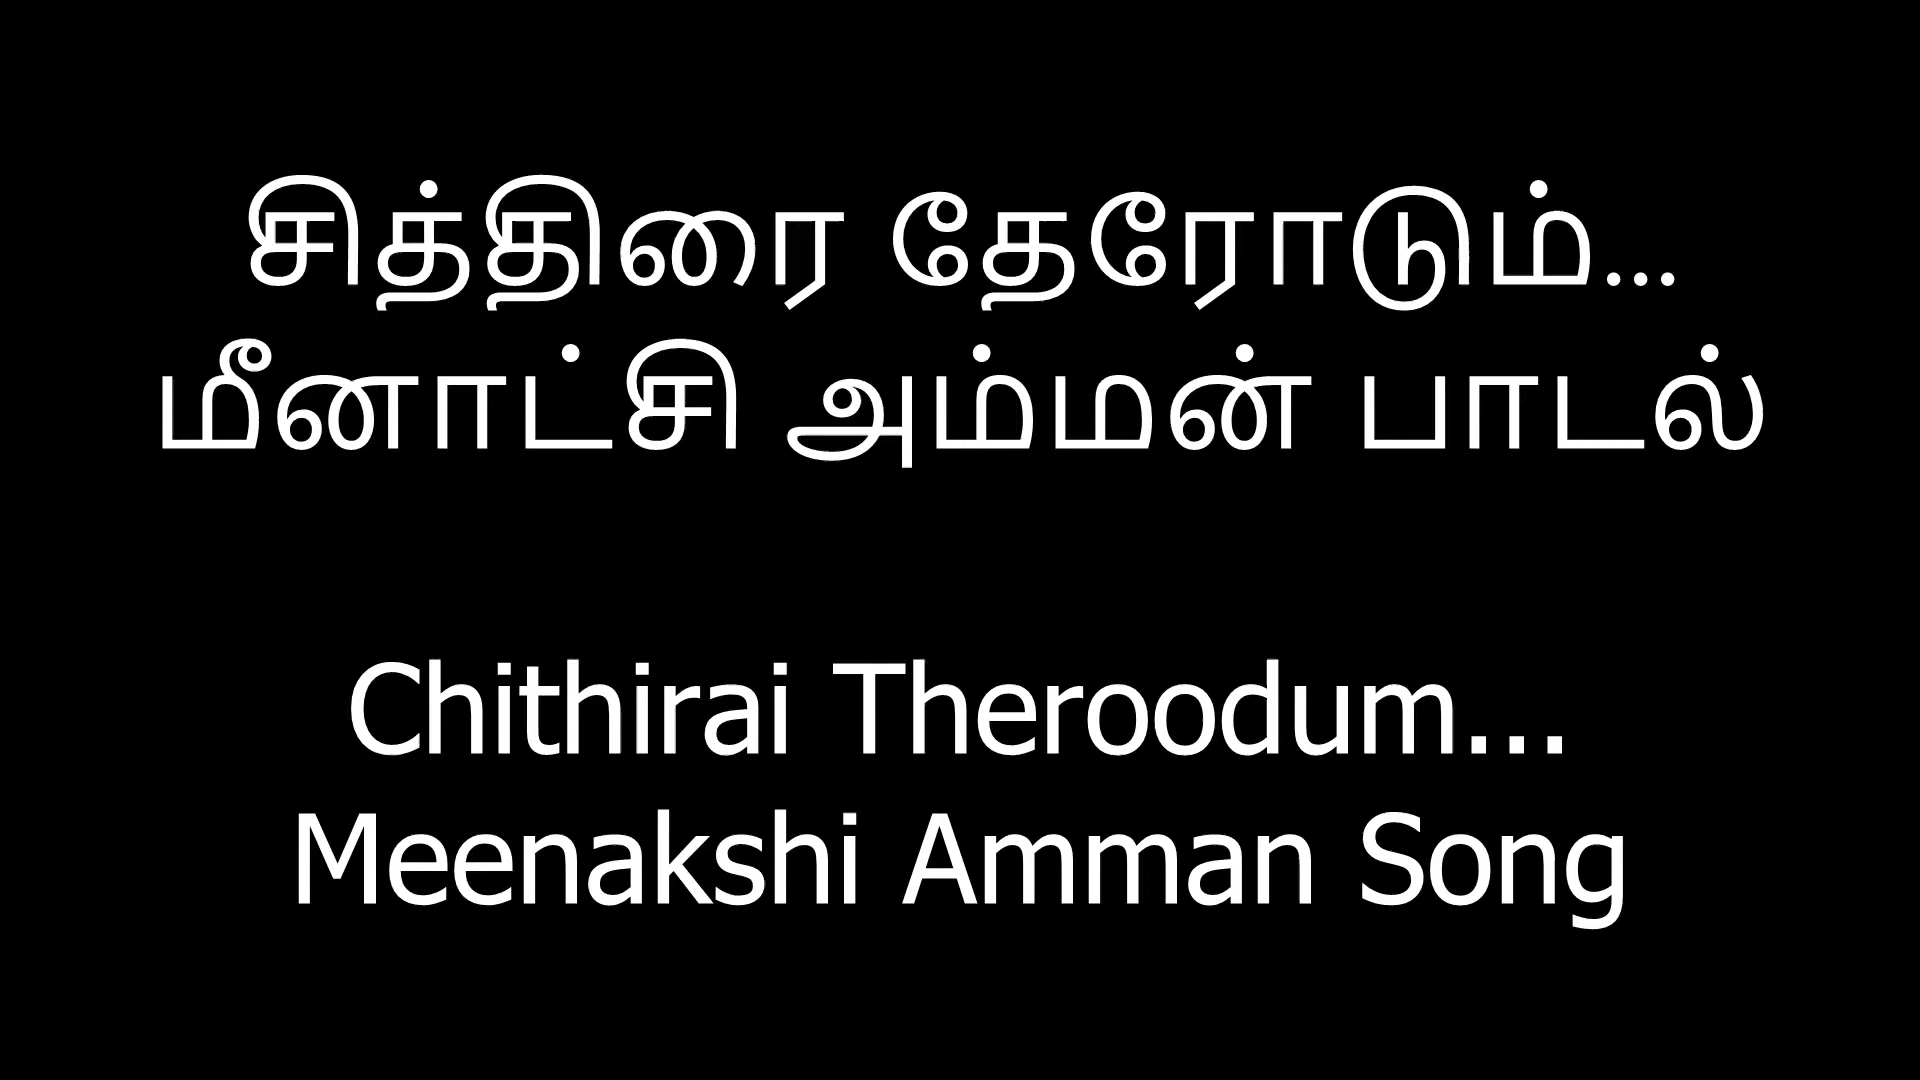 சித்திரை தேரோடும்...
மீனாட்சி அம்மன் பாடல்
Chithirai Theroodum...
Meenakshi Amman Song